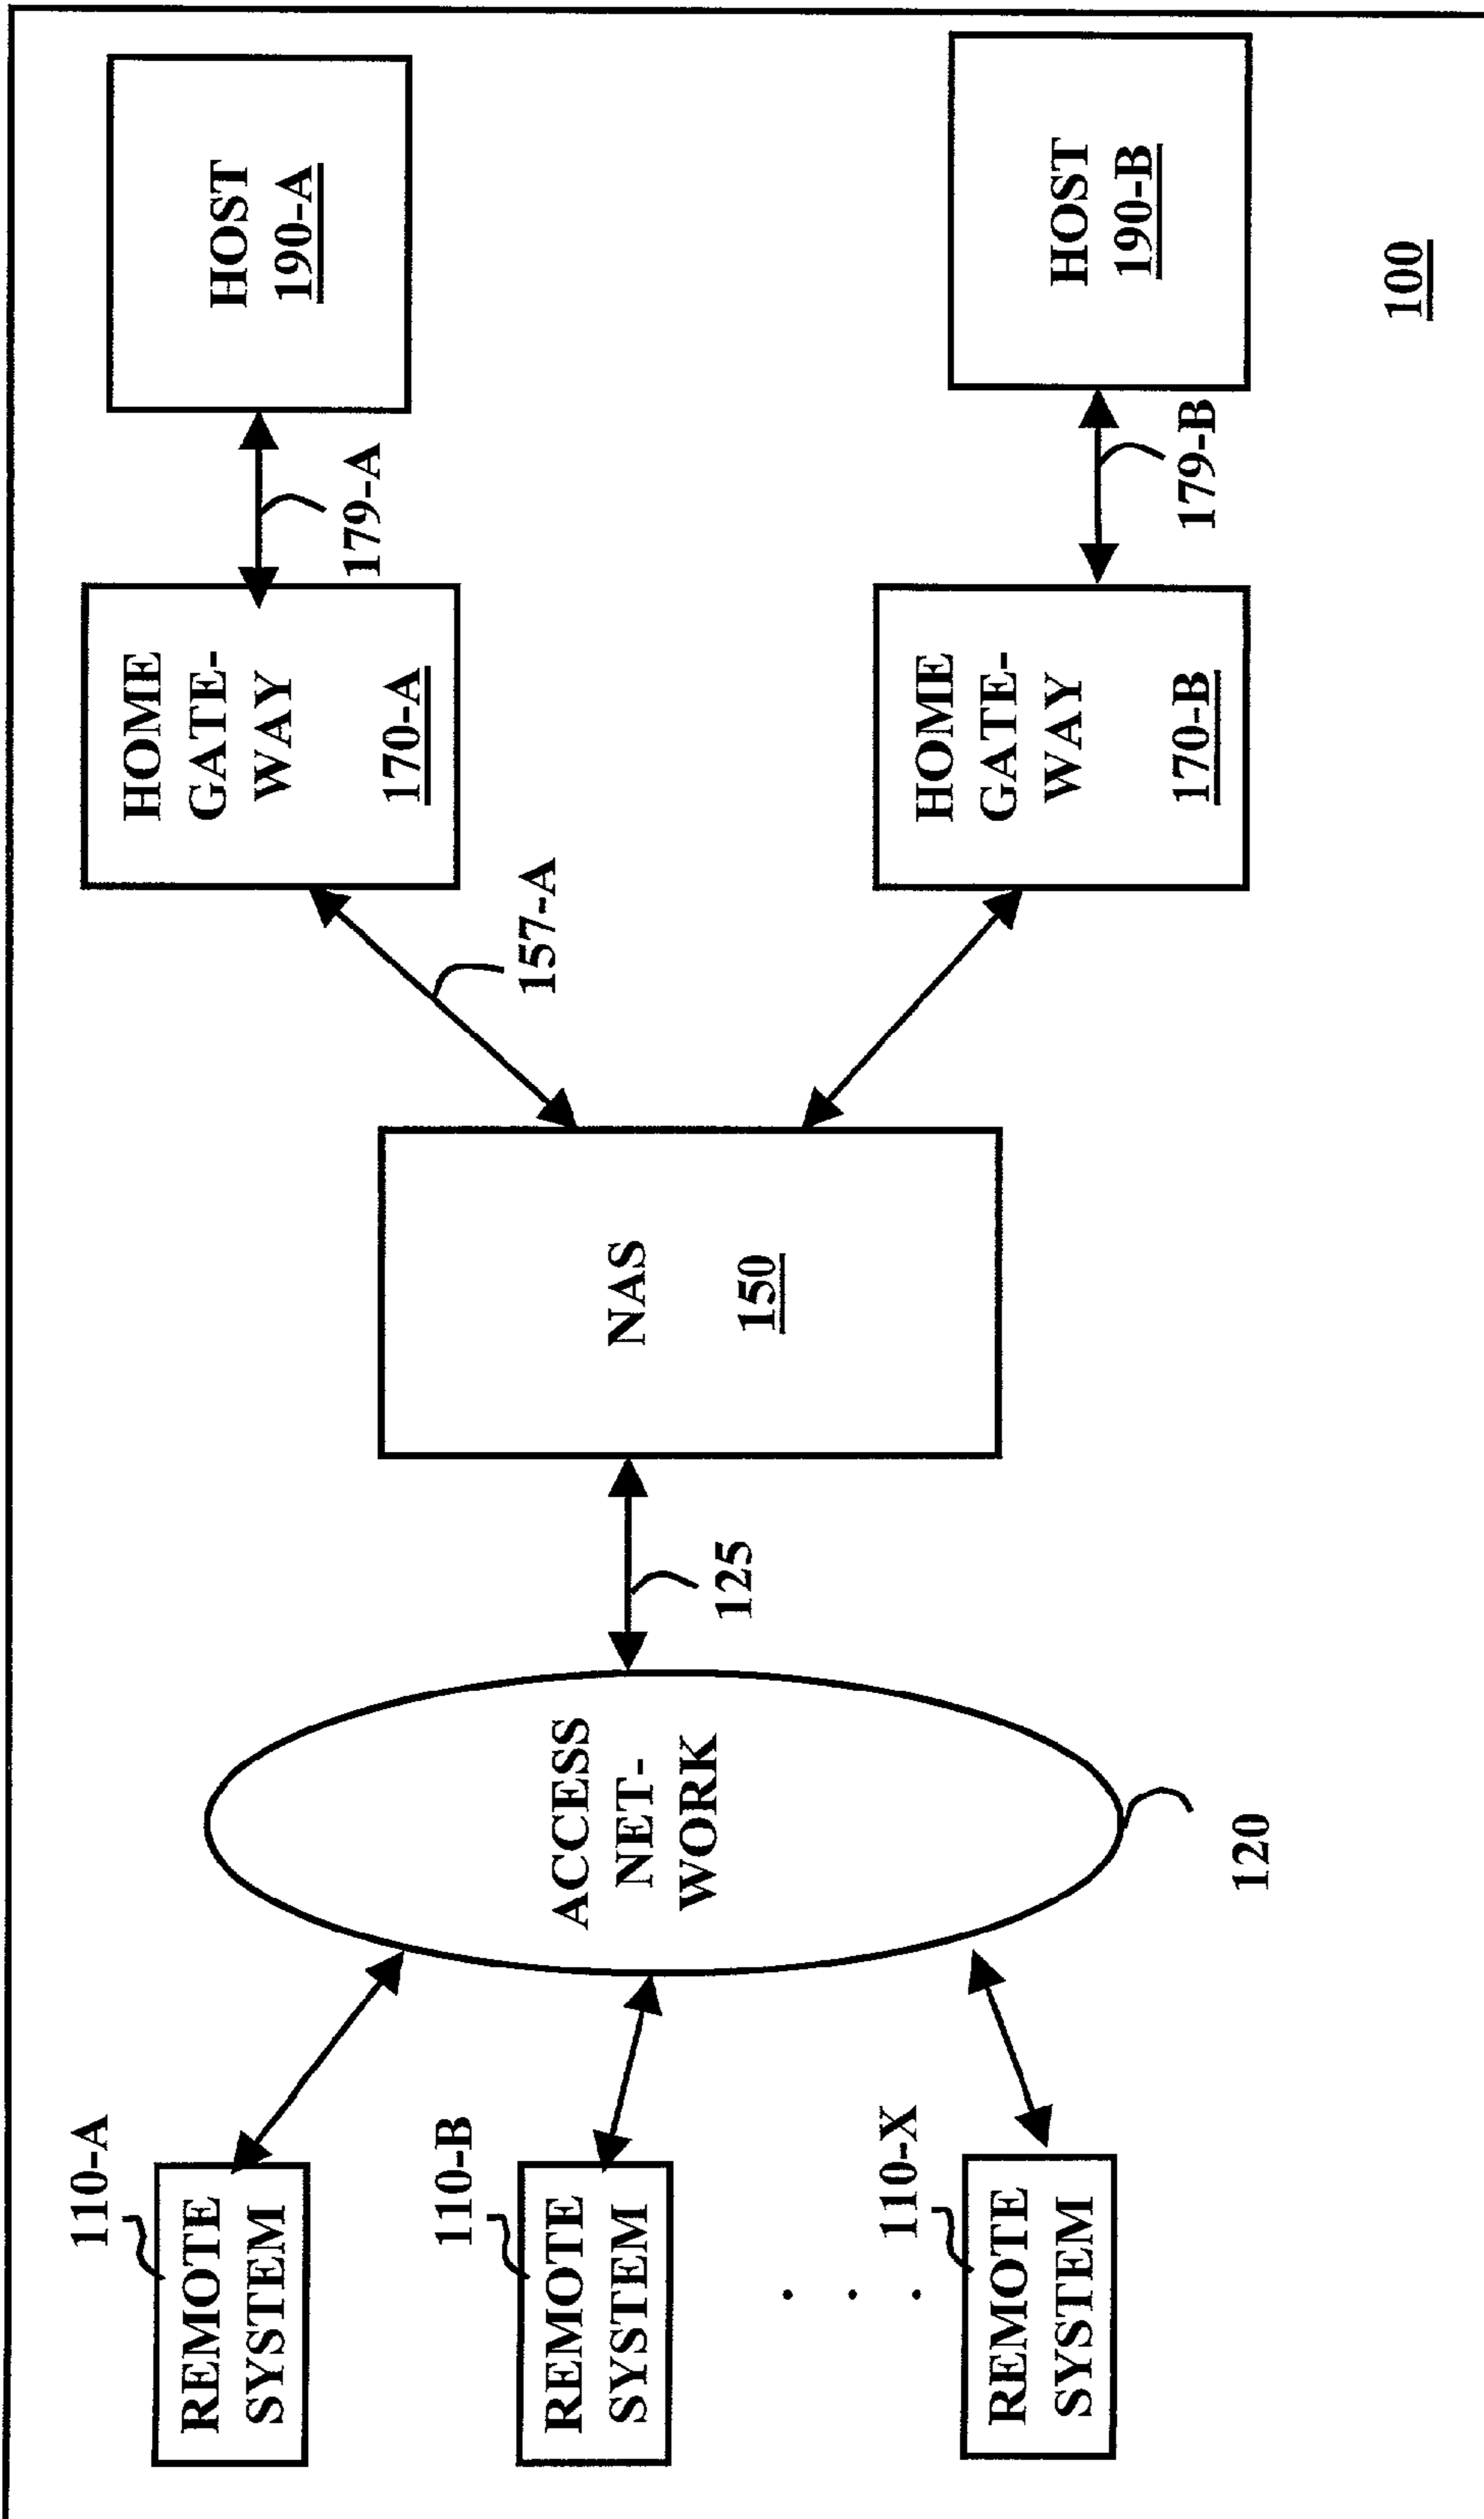 110-A
REMOTE
SYSTEM
110-B
REMOTE
SYSTEM
. . .
110-X
REMOTE
SYSTEM
ACCESS
NET-
WORK
120
125
NAS
150
157-A
HOME
GATE-
WAY
170-A
HOME
GATE-
WAY
170-B
179-A
179-B
HOST
190-A
HOST
190-B
100